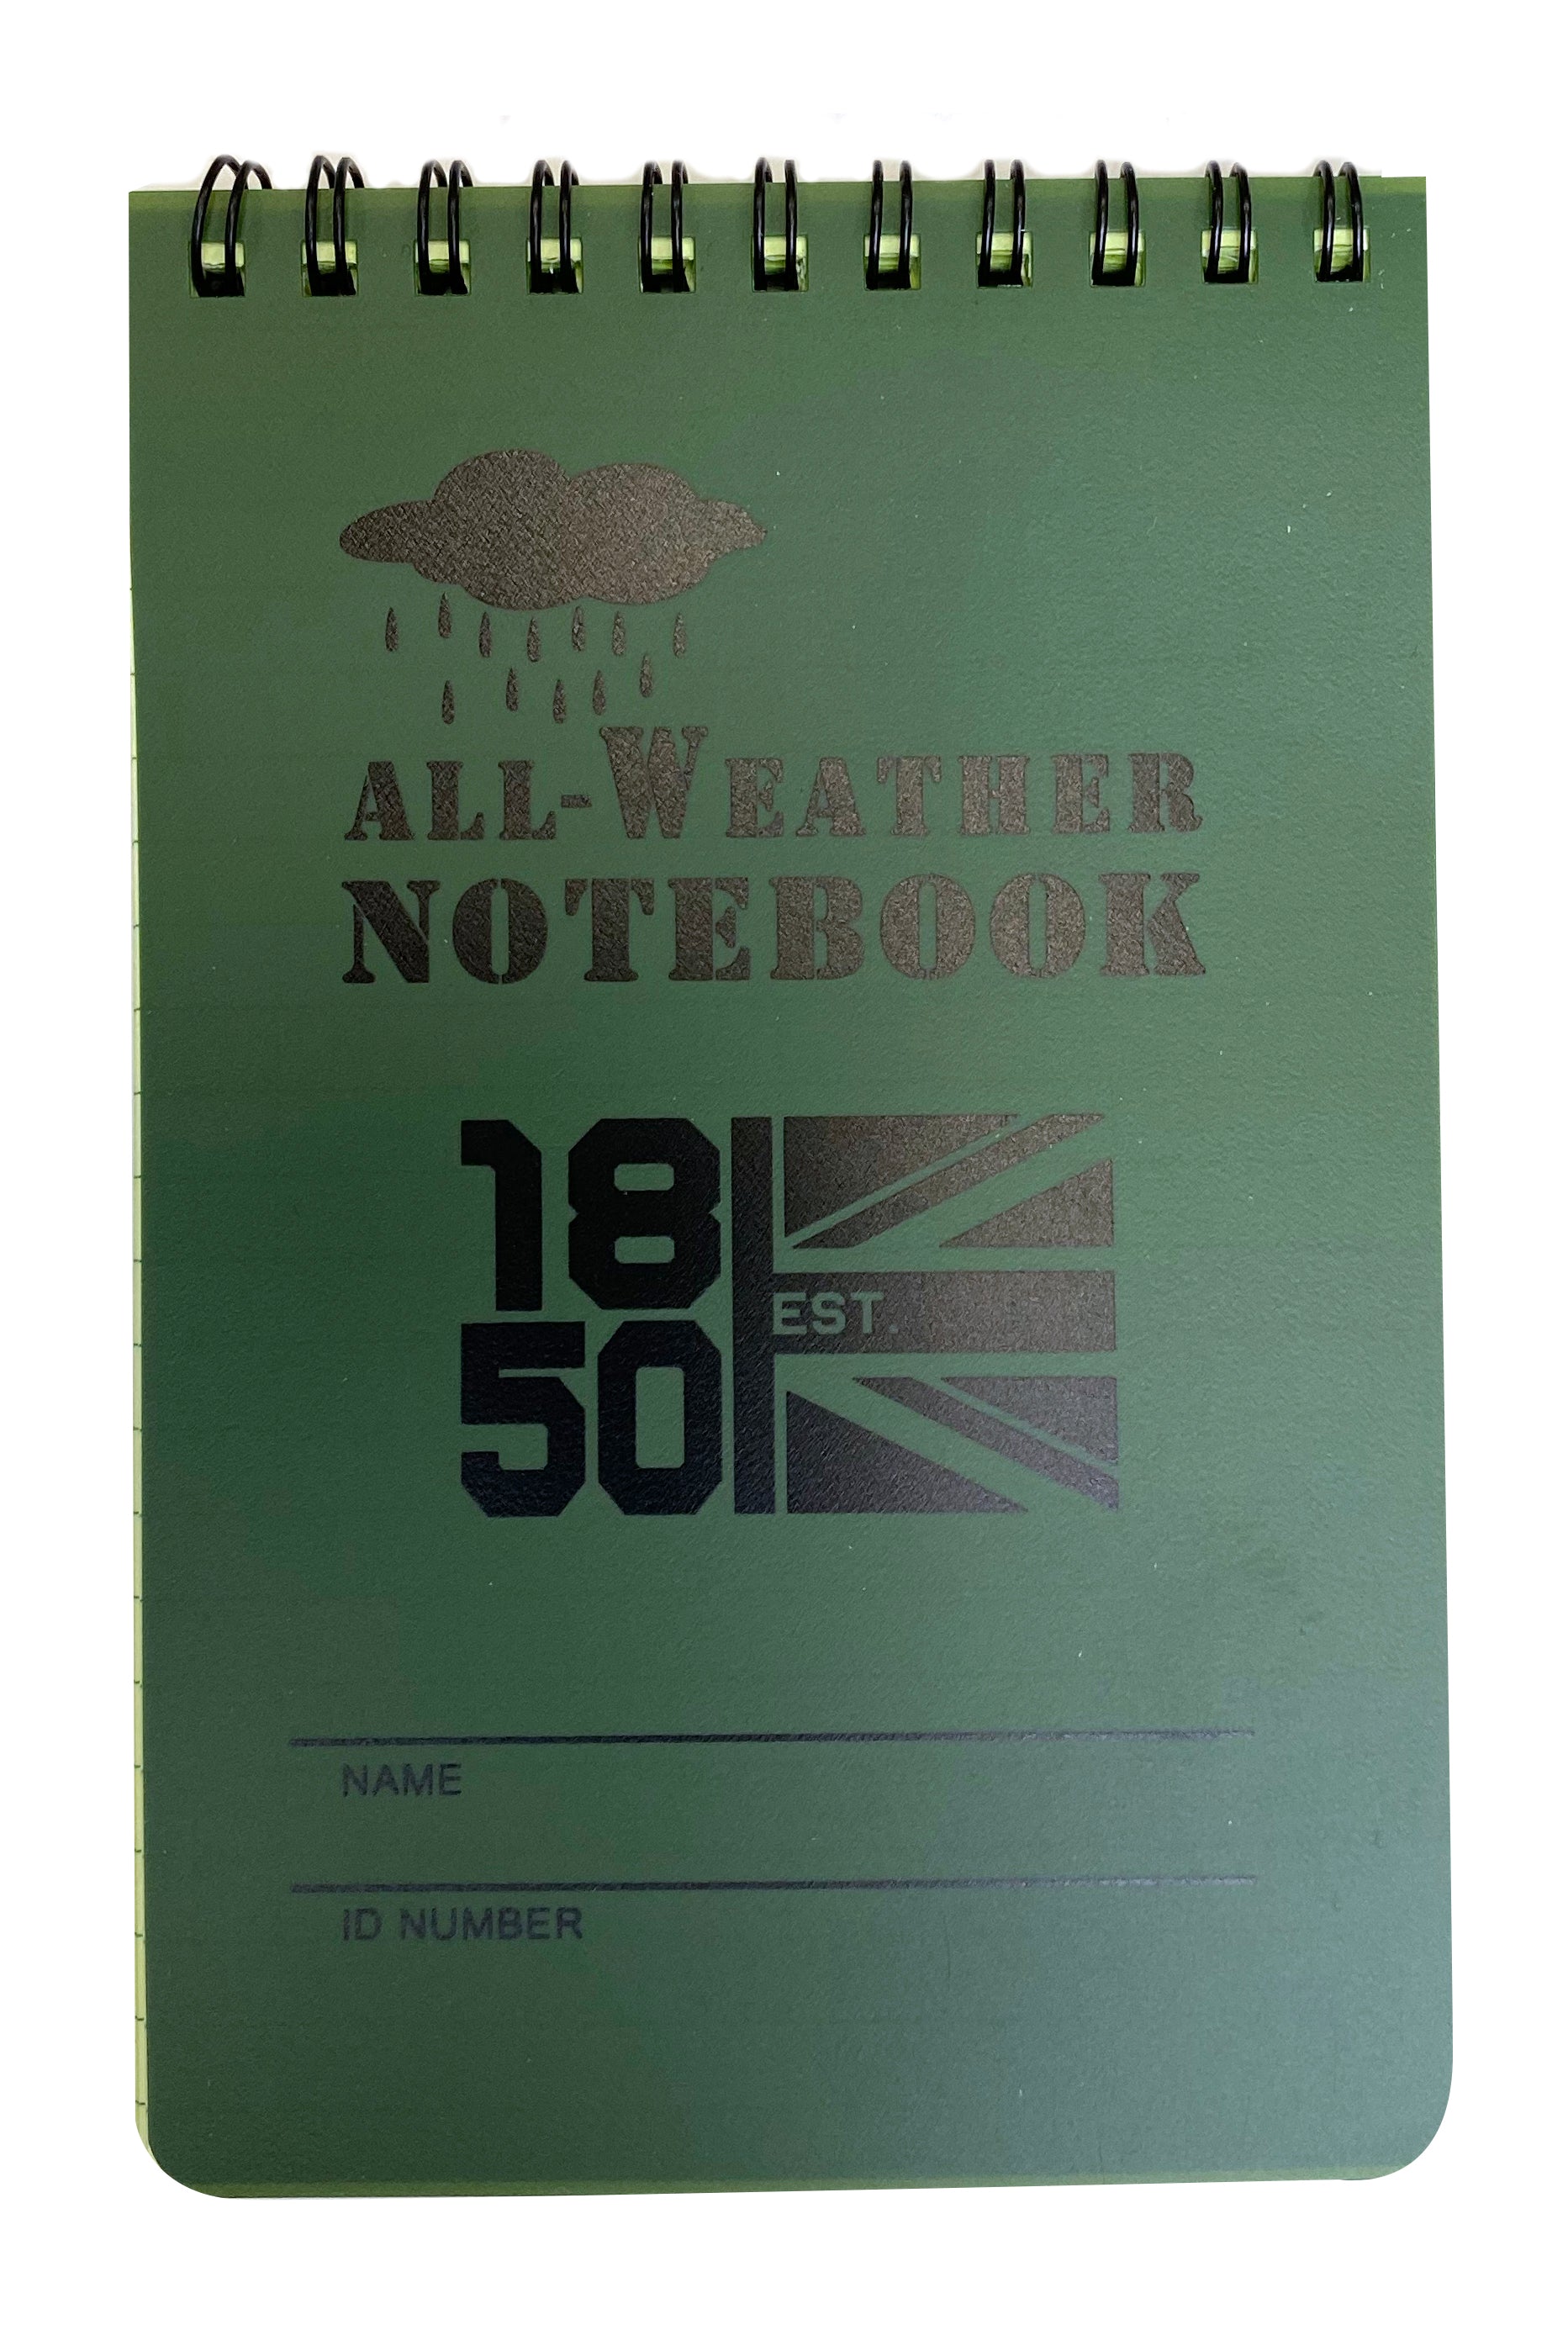 ALL-WEATHER
NOTEBOOK
18
50
EST.
NAME
ID NUMBER